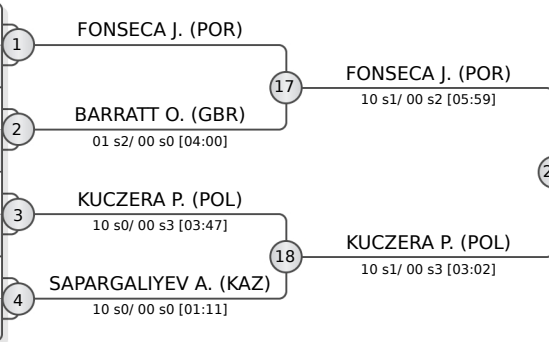 FONSECA J. (POR)
1
17
FONSECA J. (POR)
10 s1/ 00 s2 [05:59]
BARRATT O. (GBR)
2
01 s2/ 00 s0 [04:00]
KUCZERA P. (POL)
3
10 s0/ 00 s3 [03:47]
18
KUCZERA P. (POL)
10 s1/ 00 s3 [03:02]
SAPARGALIYEV A. (KAZ)
4
10 s0/ 00 s0 [01:11]